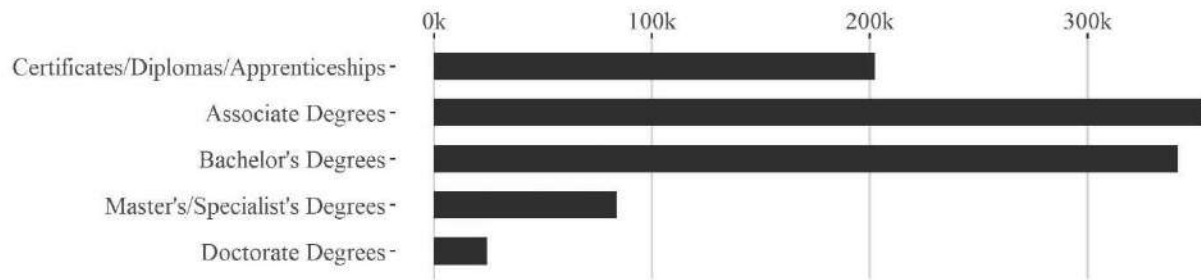 0k 100k 200k 300k
Certificates/Diplomas/Apprenticeships
Associate Degrees
Bachelor's Degrees
Master's/Specialist's Degrees
Doctorate Degrees